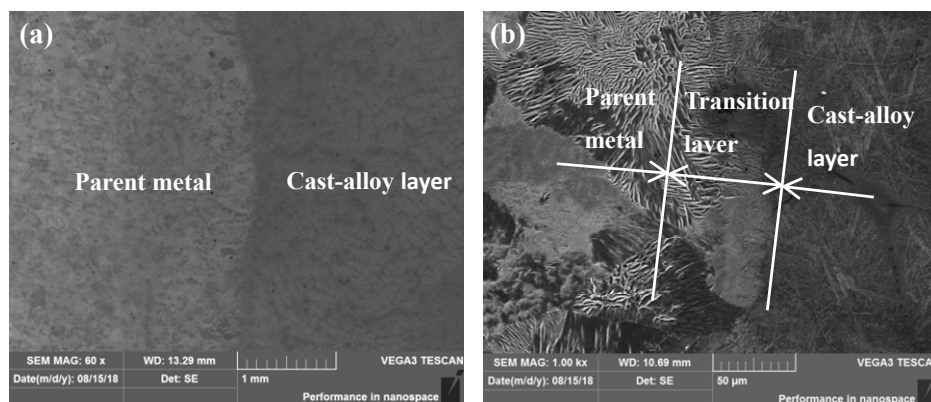 (a)
Parent metal
Cast-alloy layer
SEM MAG: 60 x
WD: 13.29 mm
VEGA3 TESCAN
Date(m/d/y): 08/15/18
Det: SE
1 mm
Performance in nanospace
(b)
Parent
metal
Transition
layer
Cast-alloy
layer
SEM MAG: 1.00 kx
WD: 10.69 mm
VEGA3 TESCAN
Date(m/d/y): 08/15/18
Det: SE
50 µm
Performance in nanospace